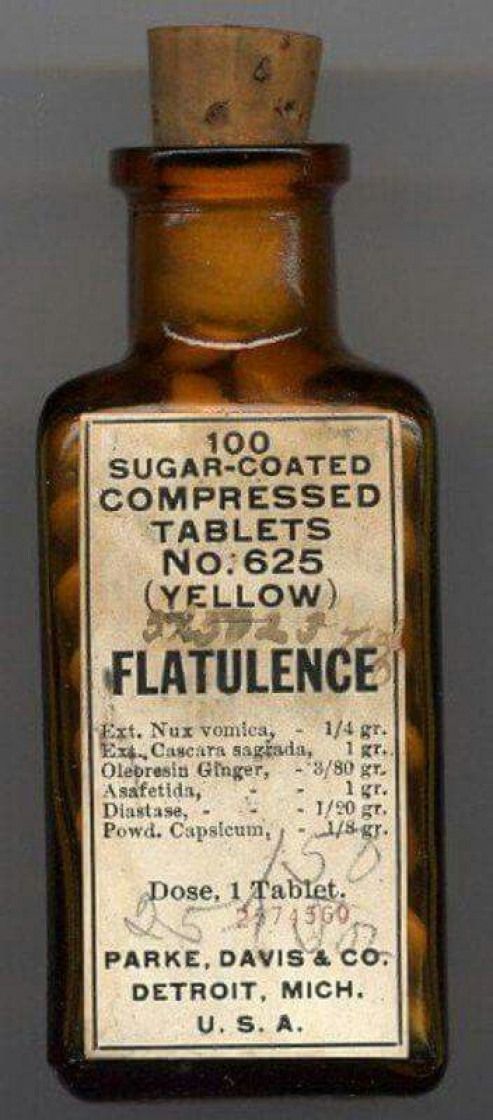 100
SUGAR-COATED
COMPRESSED
TABLETS
No. 625
(YELLOW)
FLATULENCE
Ext. Nux vomica, - 1/4 gr.
Ext. Cascara sagrada, 1 gr.
Oleoresin Ginger, - 3/80 gr.
Asafetida, - - 1 gr.
Diastase, - - - 1/20 gr.
Powd. Capsicum, - 1/8 gr.
150
Dose, 1 Tablet.
PARKE, DAVIS & CO.
DETROIT, MICH.
U. S. A.